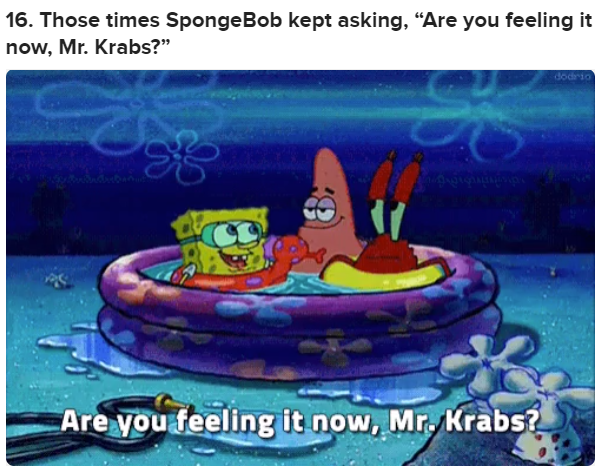 16. Those times SpongeBob kept asking, “Are you feeling it
now, Mr. Krabs?”
dodrio
Are you feeling it now, Mr. Krabs?